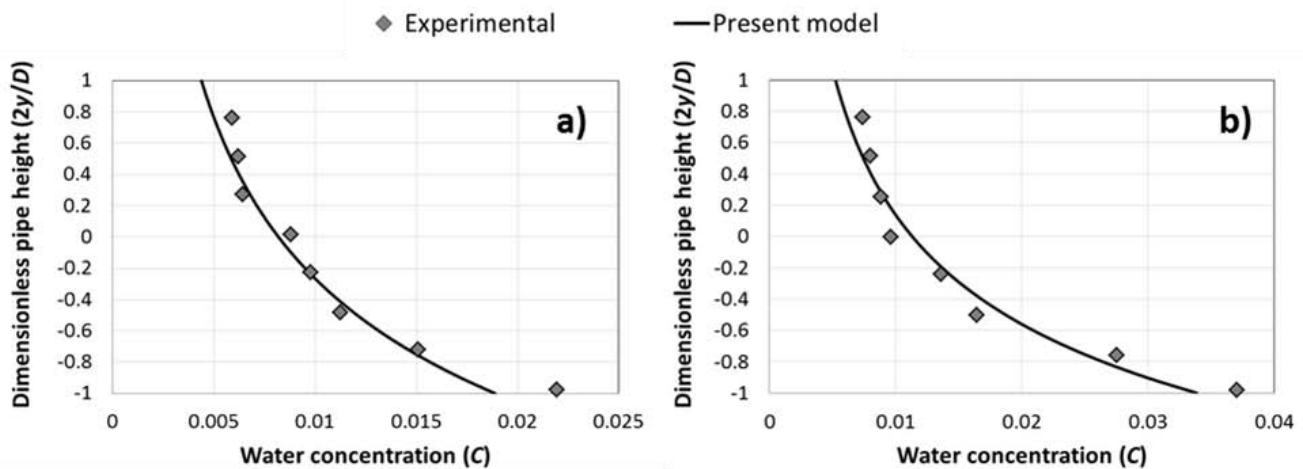 Experimental Present model
a)
1
0.8
0.6
0.4
0.2
0
-0.2
-0.4
-0.6
-0.8
-1
Dimensionless pipe height (2y/D)
0 0.005 0.01 0.015 0.02 0.025
Water concentration (C)
b)
1
0.8
0.6
0.4
0.2
0
-0.2
-0.4
-0.6
-0.8
-1
Dimensionless pipe height (2y/D)
0 0.01 0.02 0.03 0.04
Water concentration (C)